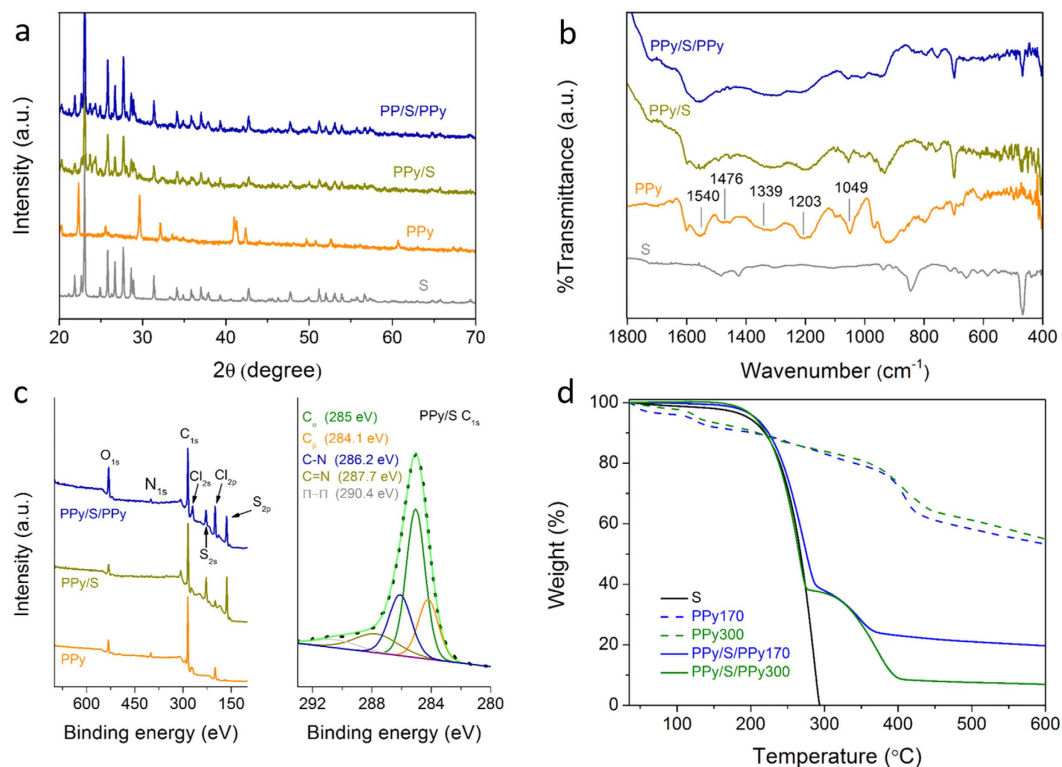 a
Intensity (a.u.)
PP/S/PPy
PPy/S
PPy
S
20 30 40 50 60 70
2θ (degree)
b
%Transmittance (a.u.)
PPy/S/PPy
PPy/S
PPy
1540
1476
1339
1203
1049
S
1800 1600 1400 1200 1000 800 600 400
Wavenumber (cm-1)
c
Intensity (a.u.)
O1s
N1s
C1s
Cl2s
Cl2p
S2p
S2s
PPy/S/PPy
PPy/S
PPy
600 450 300 150
Binding energy (eV)
PPy/S C1s
Cα (285 eV)
Cβ (284.1 eV)
C-N (286.2 eV)
C=N (287.7 eV)
Π–Π (290.4 eV)
292 288 284 280
Binding energy (eV)
d
Weight (%)
100
80
60
40
20
0
S
PPy170
PPy300
PPy/S/PPy170
PPy/S/PPy300
100 200 300 400 500 600
Temperature (°C)